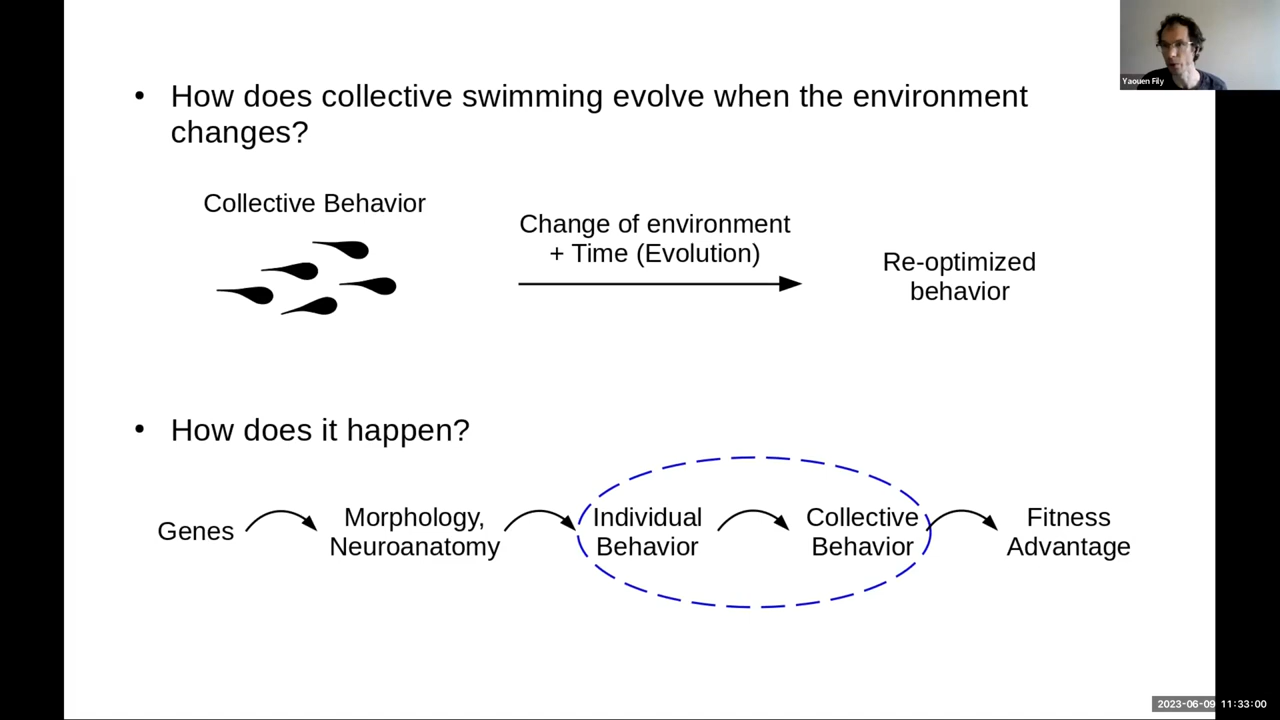 Yaouen Fily
• How does collective swimming evolve when the environment
changes?
Collective Behavior
Change of environment
+ Time (Evolution)
Re-optimized
behavior
• How does it happen?
Genes
Morphology,
Neuroanatomy
Individual
Behavior
Collective
Behavior
Fitness
Advantage
2023-06-09 11:33:00